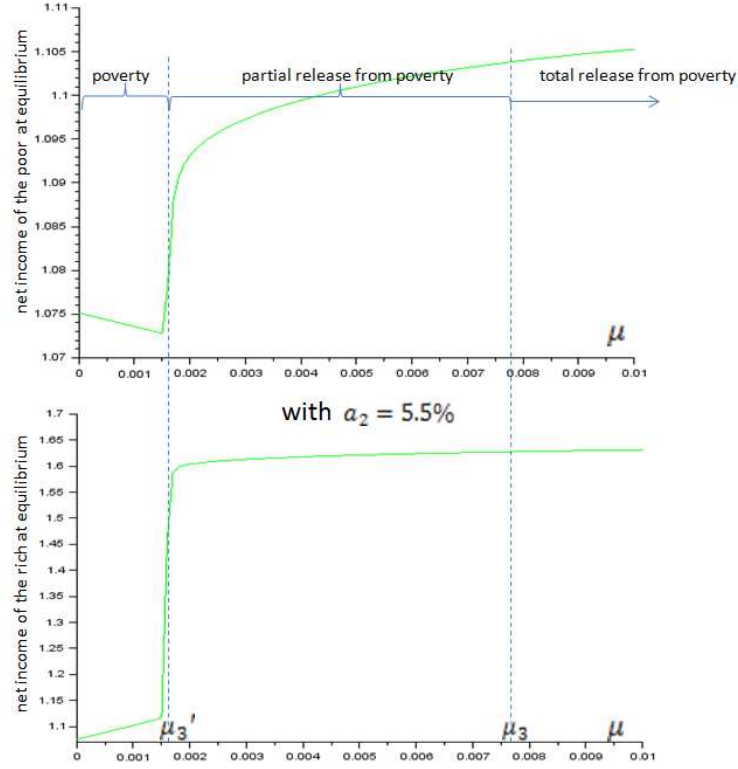 1.11
1.105
1.1
1.095
1.09
1.085
1.08
1.075
1.07
net income of the poor at equilibrium
poverty
partial release from poverty
total release from poverty
μ
0 0.001 0.002 0.003 0.004 0.005 0.006 0.007 0.008 0.009 0.01
with a₂ = 5.5%
1.7
1.65
1.6
1.55
1.5
1.45
1.4
1.35
1.3
1.25
1.2
1.15
1.1
net income of the rich at equilibrium
μ₃′
μ₃
μ
0 0.001 0.002 0.003 0.004 0.005 0.006 0.007 0.008 0.009 0.01